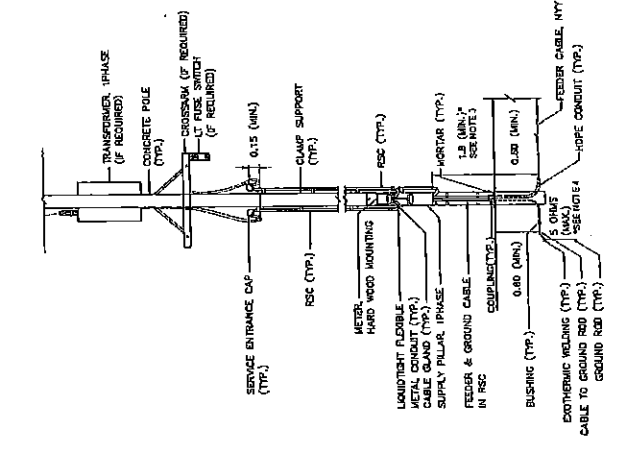 TRANSFORMER, 1PHASE
(IF REQUIRED)
CONCRETE POLE
(TYP.)
CROSSARM (IF REQUIRED)
LT FUSE SWITCH
(IF REQUIRED)
0.15 (MIN.)
CLAMP SUPPORT
(TYP.)
RSC (TYP.)
MORTAR (TYP.)
1.8 (MIN.)*
SEE NOTE 3
0.60 (MIN.)
FEEDER CABLE, NYY
HDPE CONDUIT (TYP.)
SERVICE ENTRANCE CAP
(TYP.)
RSC (TYP.)
METER,
HARD WOOD MOUNTING
LIQUIDTIGHT FLEXIBLE
METAL CONDUIT (TYP.)
CABLE GLAND (TYP.)
SUPPLY PILLAR, 1PHASE
FEEDER & GROUND CABLE
IN RSC
COUPLING(TYP.)
0.60 (MIN.)
BUSHING (TYP.)
5 OHMS
(MAX.)
*SEE NOTE 4
EXOTHERMIC WELDING (TYP.)
CABLE TO GROUND ROD (TYP.)
GROUND ROD (TYP.)